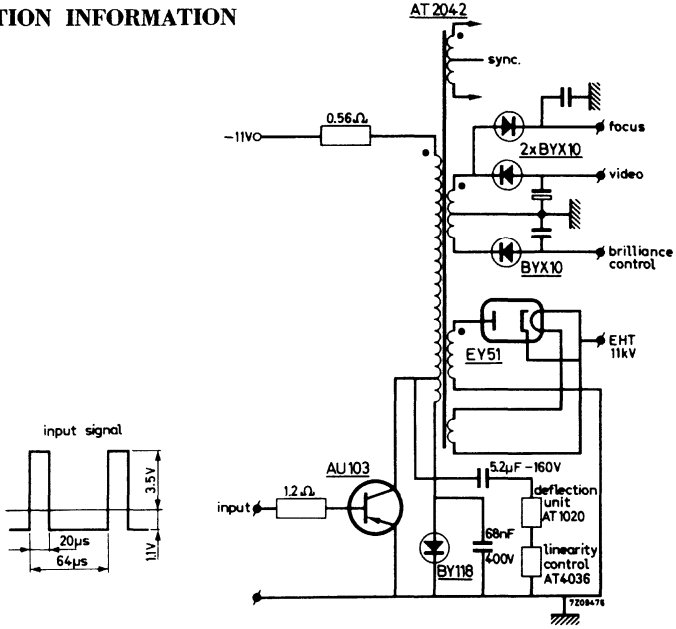 TION INFORMATION
AT2042
sync.
0.56Ω
-11V
focus
2xBYX10
video
BYX10
brilliance
control
EY51
EHT
11kV
input signal
3.5V
1.1V
20µs
64µs
AU103
1.2Ω
input
5.2µF-160V
deflection
unit
AT1020
68nF
400V
linearity
control
AT4036
BY118
7Z08476